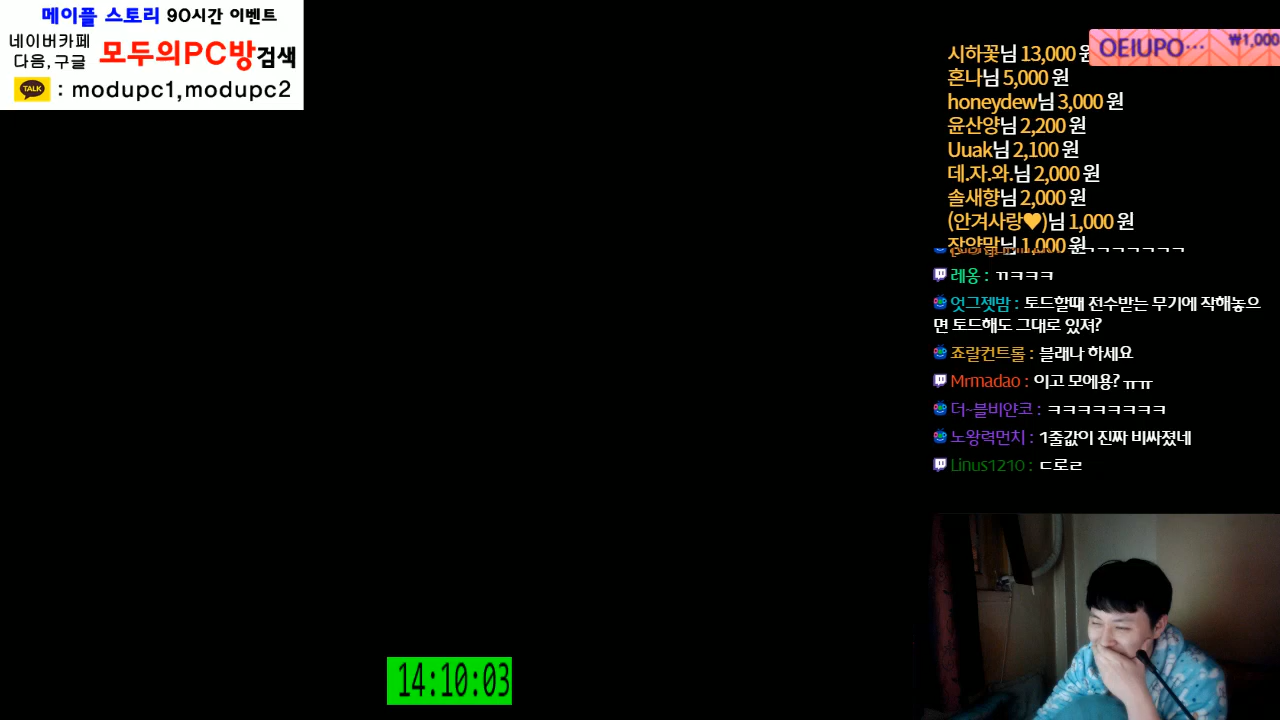 메이플 스토리 90시간 이벤트
네이버카페
다음,구글
모두의PC방검색
TALK : modupc1,modupc2
OEIUPO… ₩1,000
시하꽃님 13,000 원
혼나님 5,000 원
honeydew님 3,000 원
윤산양님 2,200 원
Uuak님 2,100 원
데.자.와.님 2,000 원
솔새향님 2,000 원
(안겨사랑♥)님 1,000 원
1,000 원
레옹 : ㄲㅋㅋㅋ
엇그젯밤 : 토드할때 전수받는 무기에 작해놓으
면 토드해도 그대로 있져?
죠랄컨트롤 : 블래나 하세요
Mrmadao : 이고 모에용? ㅠㅠ
더~블비얀코 : ㅋㅋㅋㅋㅋㅋㅋㅋ
노왕력먼치 : 1줄값이 진짜 비싸졌네
Linus1210 : ㄷ로ㄹ
14:10:03